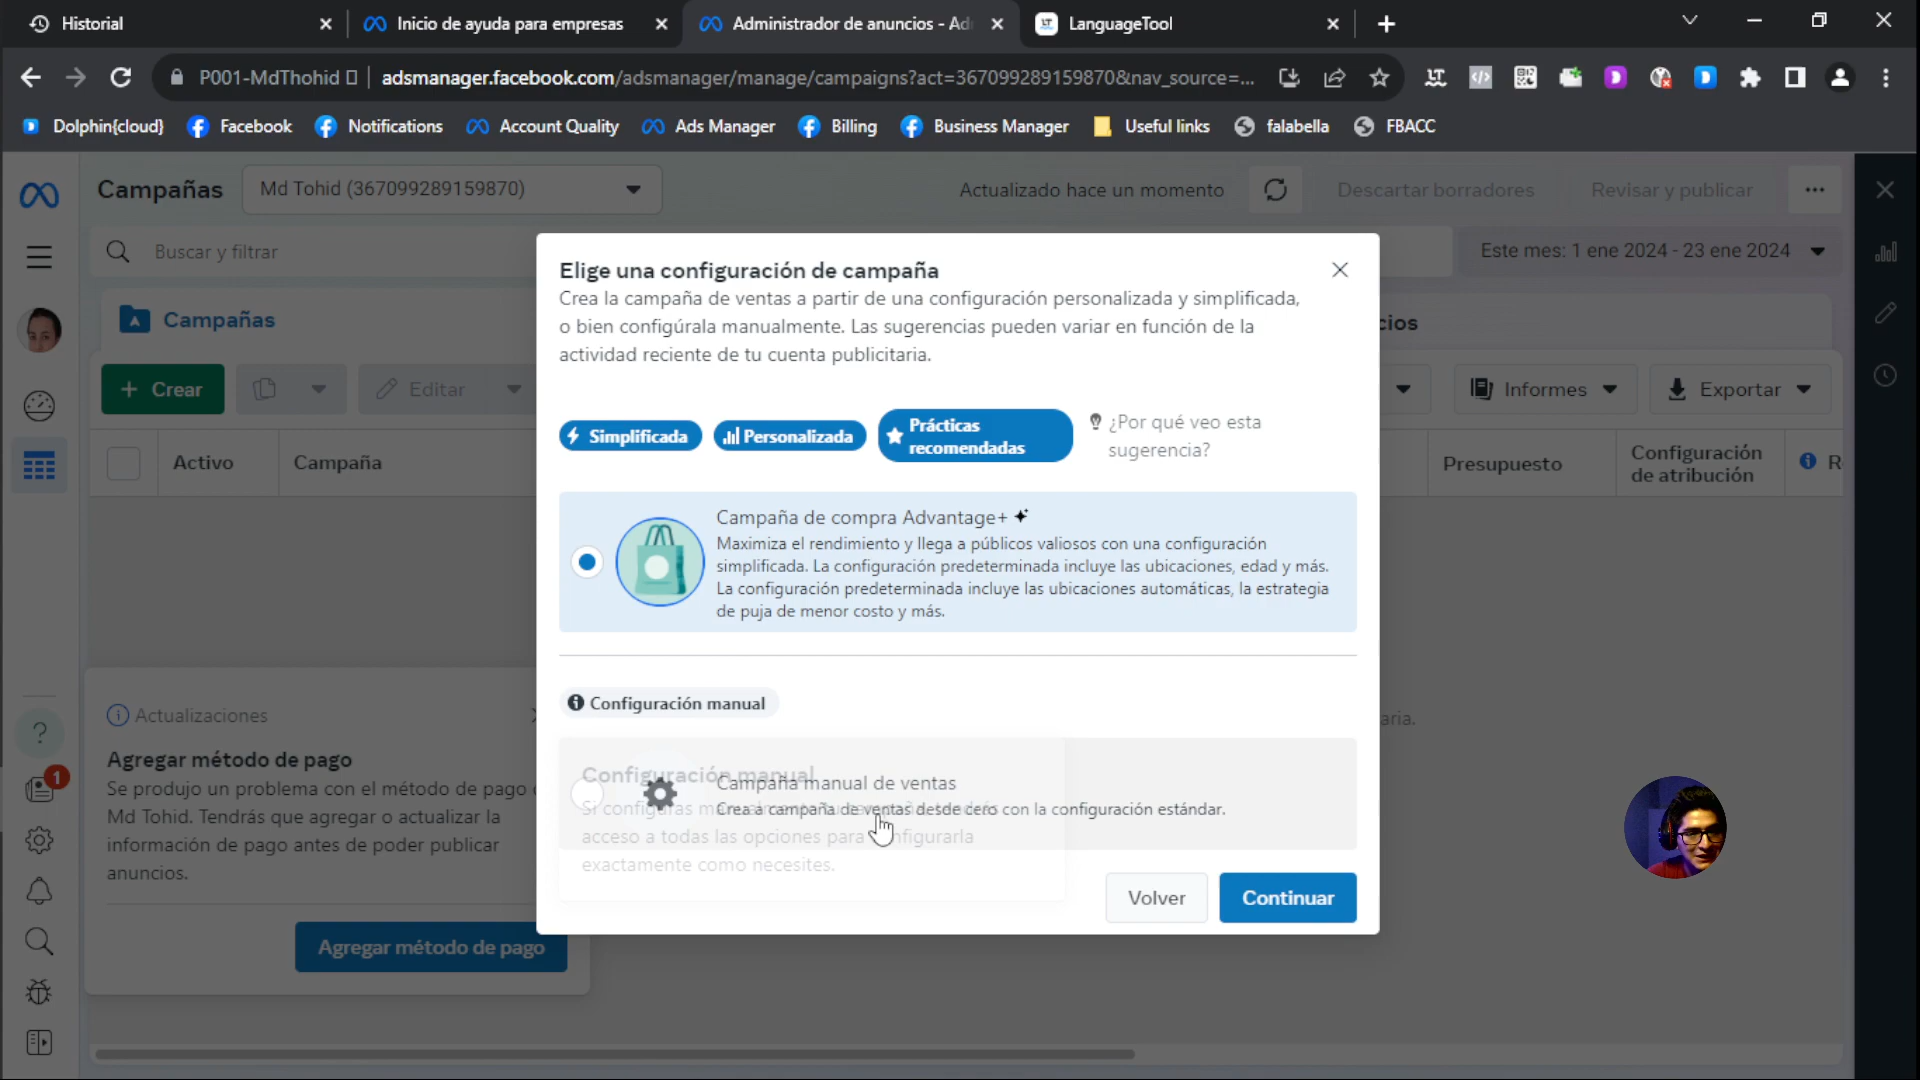 Historial
Inicio de ayuda para empresas
Administrador de anuncios - Ad
LanguageTool
P001-MdThohid
adsmanager.facebook.com/adsmanager/manage/campaigns?act=367099289159870&nav_source=...
Dolphin{cloud}
Facebook
Notifications
Account Quality
Ads Manager
Billing
Business Manager
Useful links
falabella
FBACC
Campañas
Md Tohid (367099289159870)
Actualizado hace un momento
Descartar borradores
Revisar y publicar
Buscar y filtrar
Este mes: 1 ene 2024 - 23 ene 2024
Campañas
cios
+ Crear
Editar
Informes
Exportar
Activo
Campaña
Presupuesto
Configuración
de atribución
R
Elige una configuración de campaña
Crea la campaña de ventas a partir de una configuración personalizada y simplificada,
o bien configúrala manualmente. Las sugerencias pueden variar en función de la
actividad reciente de tu cuenta publicitaria.
Simplificada
Personalizada
Prácticas
recomendadas
¿Por qué veo esta
sugerencia?
Campaña de compra Advantage+
Maximiza el rendimiento y llega a públicos valiosos con una configuración
simplificada. La configuración predeterminada incluye las ubicaciones, edad y más.
La configuración predeterminada incluye las ubicaciones automáticas, la estrategia
de puja de menor costo y más.
Configuración manual
Configuración manual
Campaña manual de ventas
Crea a campaña de ventas desde cero con la configuración estándar.
Si configuras
acceso a todas las opciones para configurarla
exactamente como necesites.
Volver
Continuar
Actualizaciones
Agregar método de pago
Se produjo un problema con el método de pago
Md Tohid. Tendrás que agregar o actualizar la
información de pago antes de poder publicar
anuncios.
Agregar método de pago
aria.
1